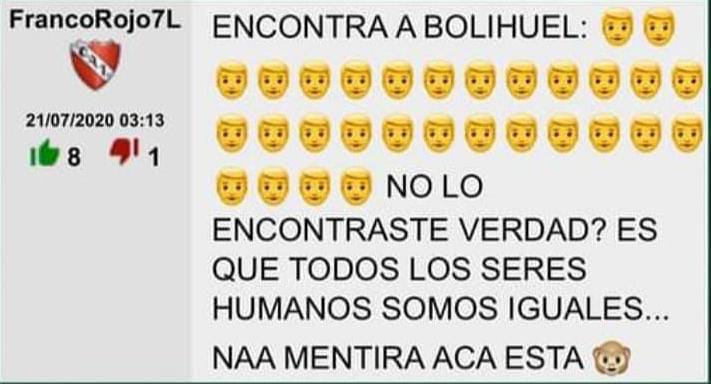 FrancoRojo7L
C.A.I.
21/07/2020 03:13
8 1
ENCONTRA A BOLIHUEL: 👨🏼👨🏼
👨🏼👨🏼👨🏼👨🏼👨🏼👨🏼👨🏼👨🏼👨🏼👨🏼👨🏼👨🏼
👨🏼👨🏼👨🏼👨🏼👨🏼👨🏼👨🏼👨🏼👨🏼👨🏼👨🏼👨🏼
👨🏼👨🏼👨🏼👨🏼 NO LO
ENCONTRASTE VERDAD? ES
QUE TODOS LOS SERES
HUMANOS SOMOS IGUALES...
NAA MENTIRA ACA ESTA 🙉